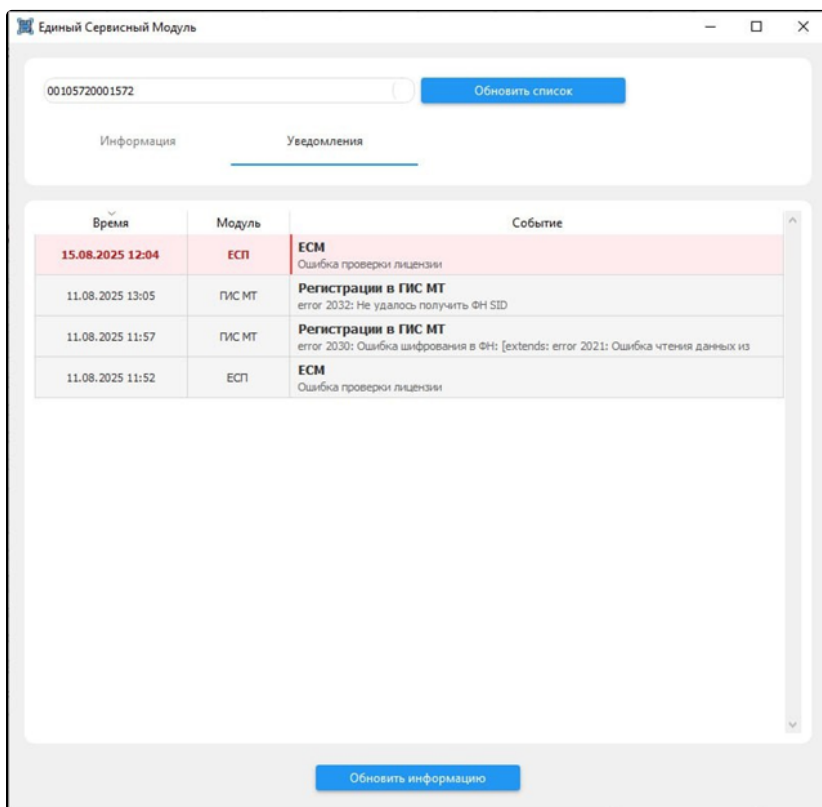 Единый Сервисный Модуль
00105720001572
Обновить список
Информация
Уведомления
Время
Модуль
Событие
15.08.2025 12:04
ЕСП
ЕСМ
Ошибка проверки лицензии
11.08.2025 13:05
ГИС МТ
Регистрации в ГИС МТ
error 2032: Не удалось получить ФН SID
11.08.2025 11:57
ГИС МТ
Регистрации в ГИС МТ
error 2030: Ошибка шифрования в ФН: [extends: error 2021: Ошибка чтения данных из
11.08.2025 11:52
ЕСП
ЕСМ
Ошибка проверки лицензии
Обновить информацию